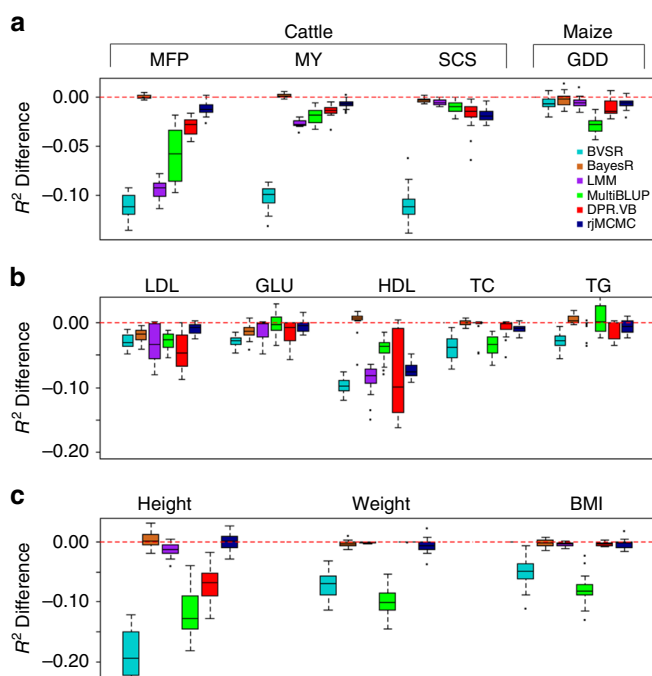 a
Cattle Maize
MFP MY SCS GDD
0.00
−0.05
−0.10
R² Difference
BVSR
BayesR
LMM
MultiBLUP
DPR.VB
rjMCMC
b
LDL GLU HDL TC TG
0.00
−0.10
−0.20
R² Difference
c
Height Weight BMI
0.00
−0.10
−0.20
R² Difference